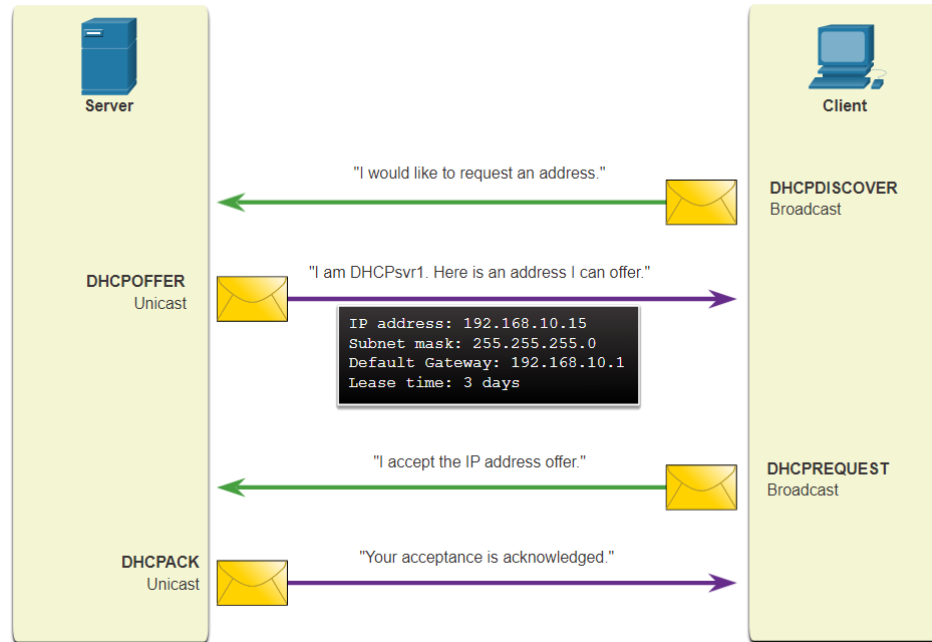 Server
Client
"I would like to request an address."
DHCPDISCOVER
Broadcast
"I am DHCPsvr1. Here is an address I can offer."
DHCPOFFER
Unicast
IP address: 192.168.10.15
Subnet mask: 255.255.255.0
Default Gateway: 192.168.10.1
Lease time: 3 days
"I accept the IP address offer."
DHCPREQUEST
Broadcast
"Your acceptance is acknowledged."
DHCPACK
Unicast